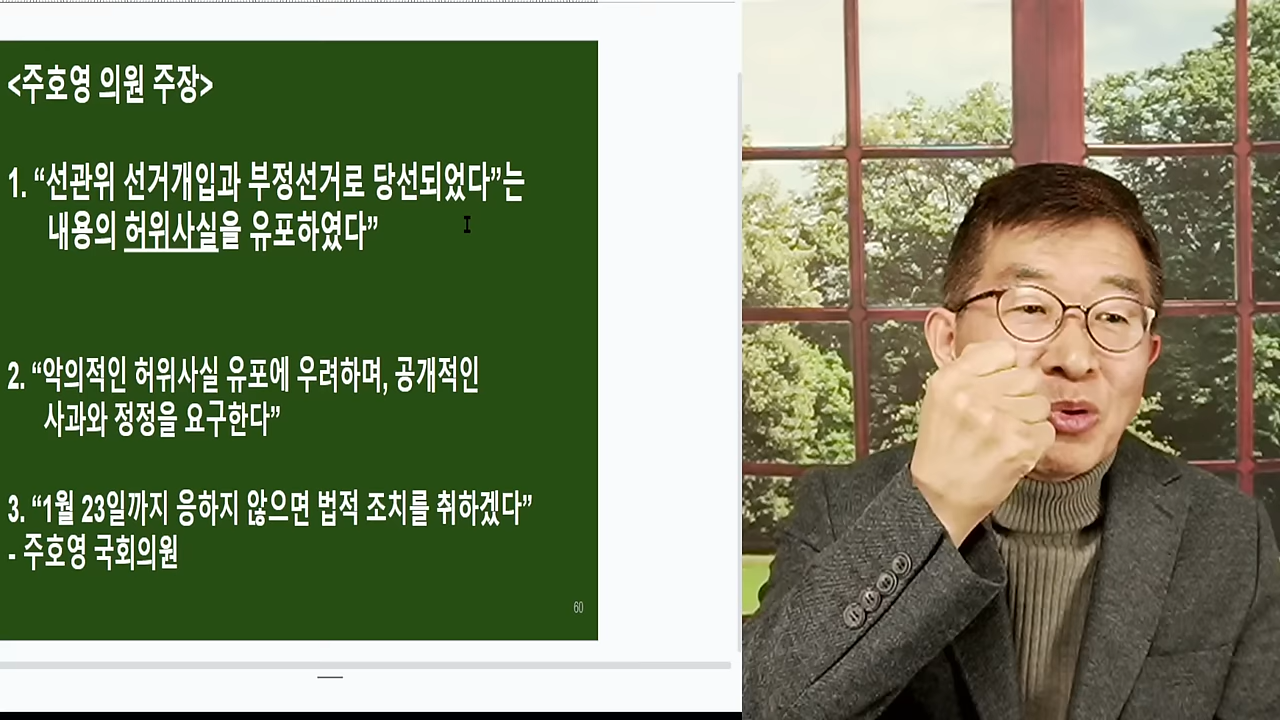 <주호영 의원 주장>
1. “선관위 선거개입과 부정선거로 당선되었다”는
내용의 허위사실을 유포하였다”
2. “악의적인 허위사실 유포에 우려하며, 공개적인
사과와 정정을 요구한다”
3. “1월 23일까지 응하지 않으면 법적 조치를 취하겠다”
- 주호영 국회의원
60